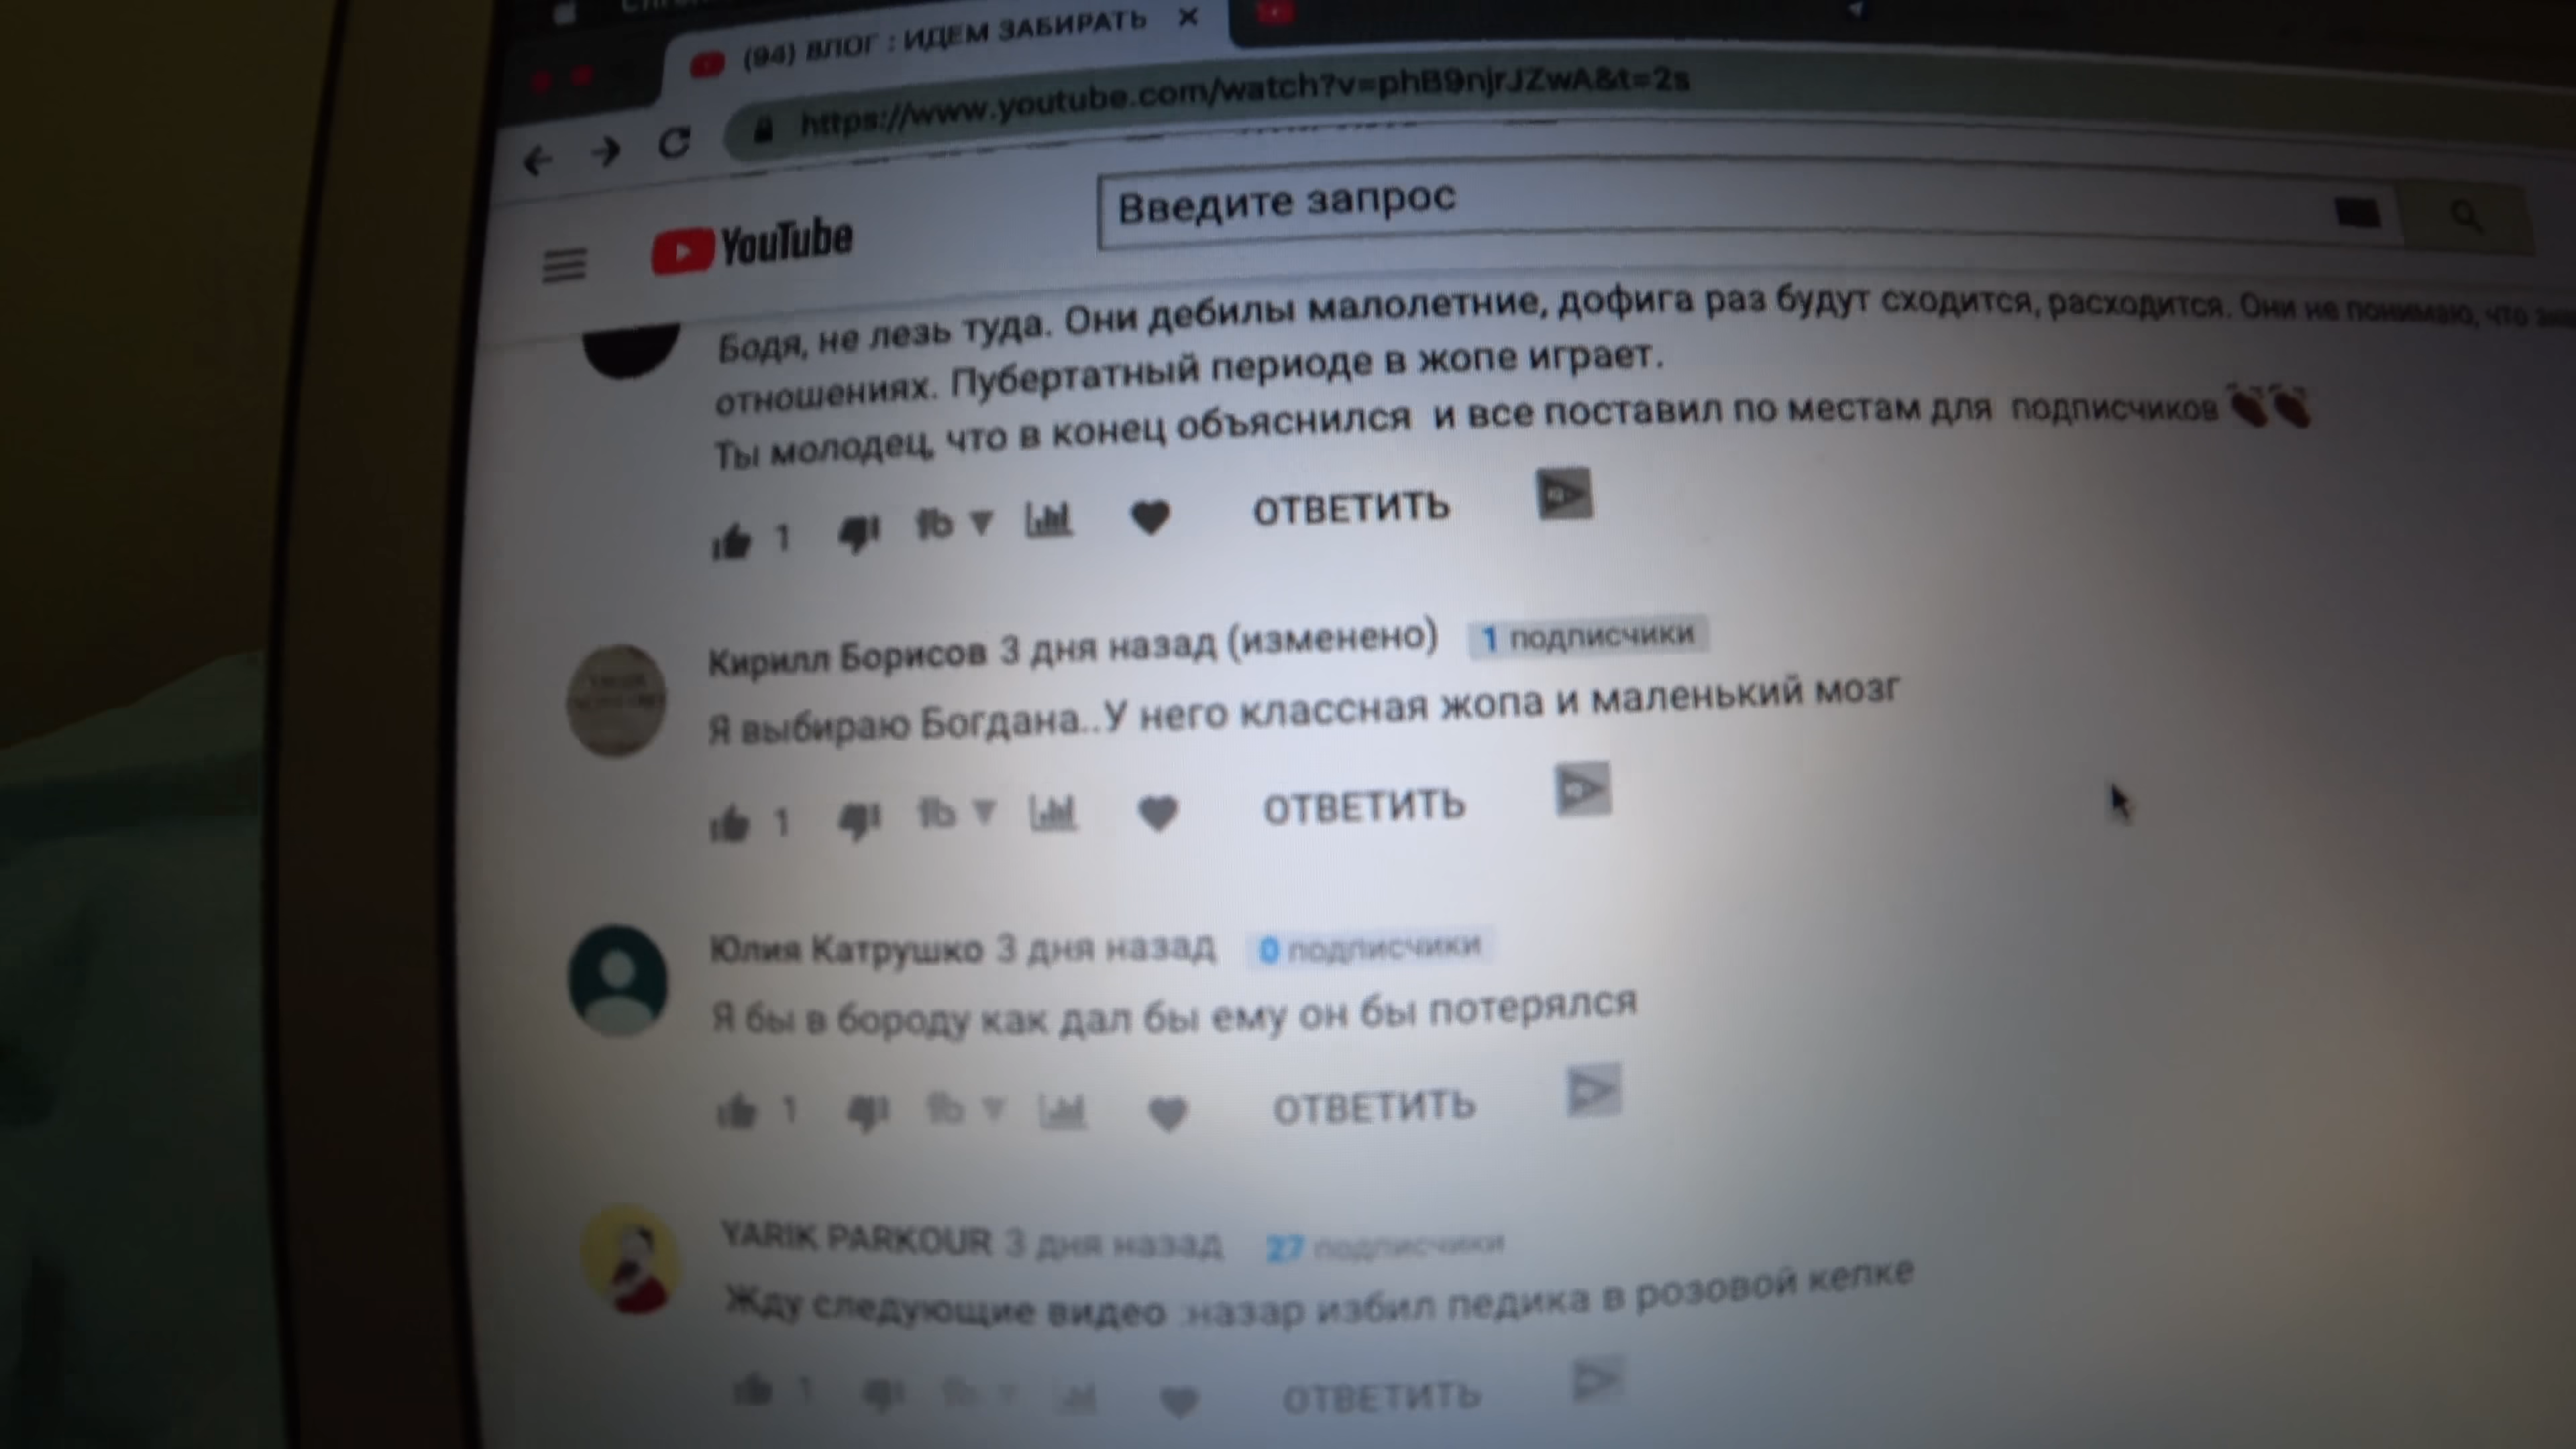 (94) ВЛОГ : ИДЕМ ЗАБИРАТЬ
https://www.youtube.com/watch?v=phB9njrJZwA&t=2s
YouTube
Введите запрос
Бодя, не лезь туда. Они дебилы малолетние, дофига раз будут сходится, расходится. Они не понимаю, что
отношениях. Пубертатный периоде в жопе играет.
Ты молодец, что в конец объяснился и все поставил по местам для подписчиков
1 ОТВЕТИТЬ
Кирилл Борисов 3 дня назад (изменено) 1 подписчики
Я выбираю Богдана..У него классная жопа и маленький мозг
1 ОТВЕТИТЬ
Юлия Катрушко 3 дня назад 0 подписчики
Я бы в бороду как дал бы ему он бы потерялся
1 ОТВЕТИТЬ
YARIK PARKOUR 3 дня назад 27 подписчики
Жду следующие видео :назар избил педика в розовой кепке
1 ОТВЕТИТЬ